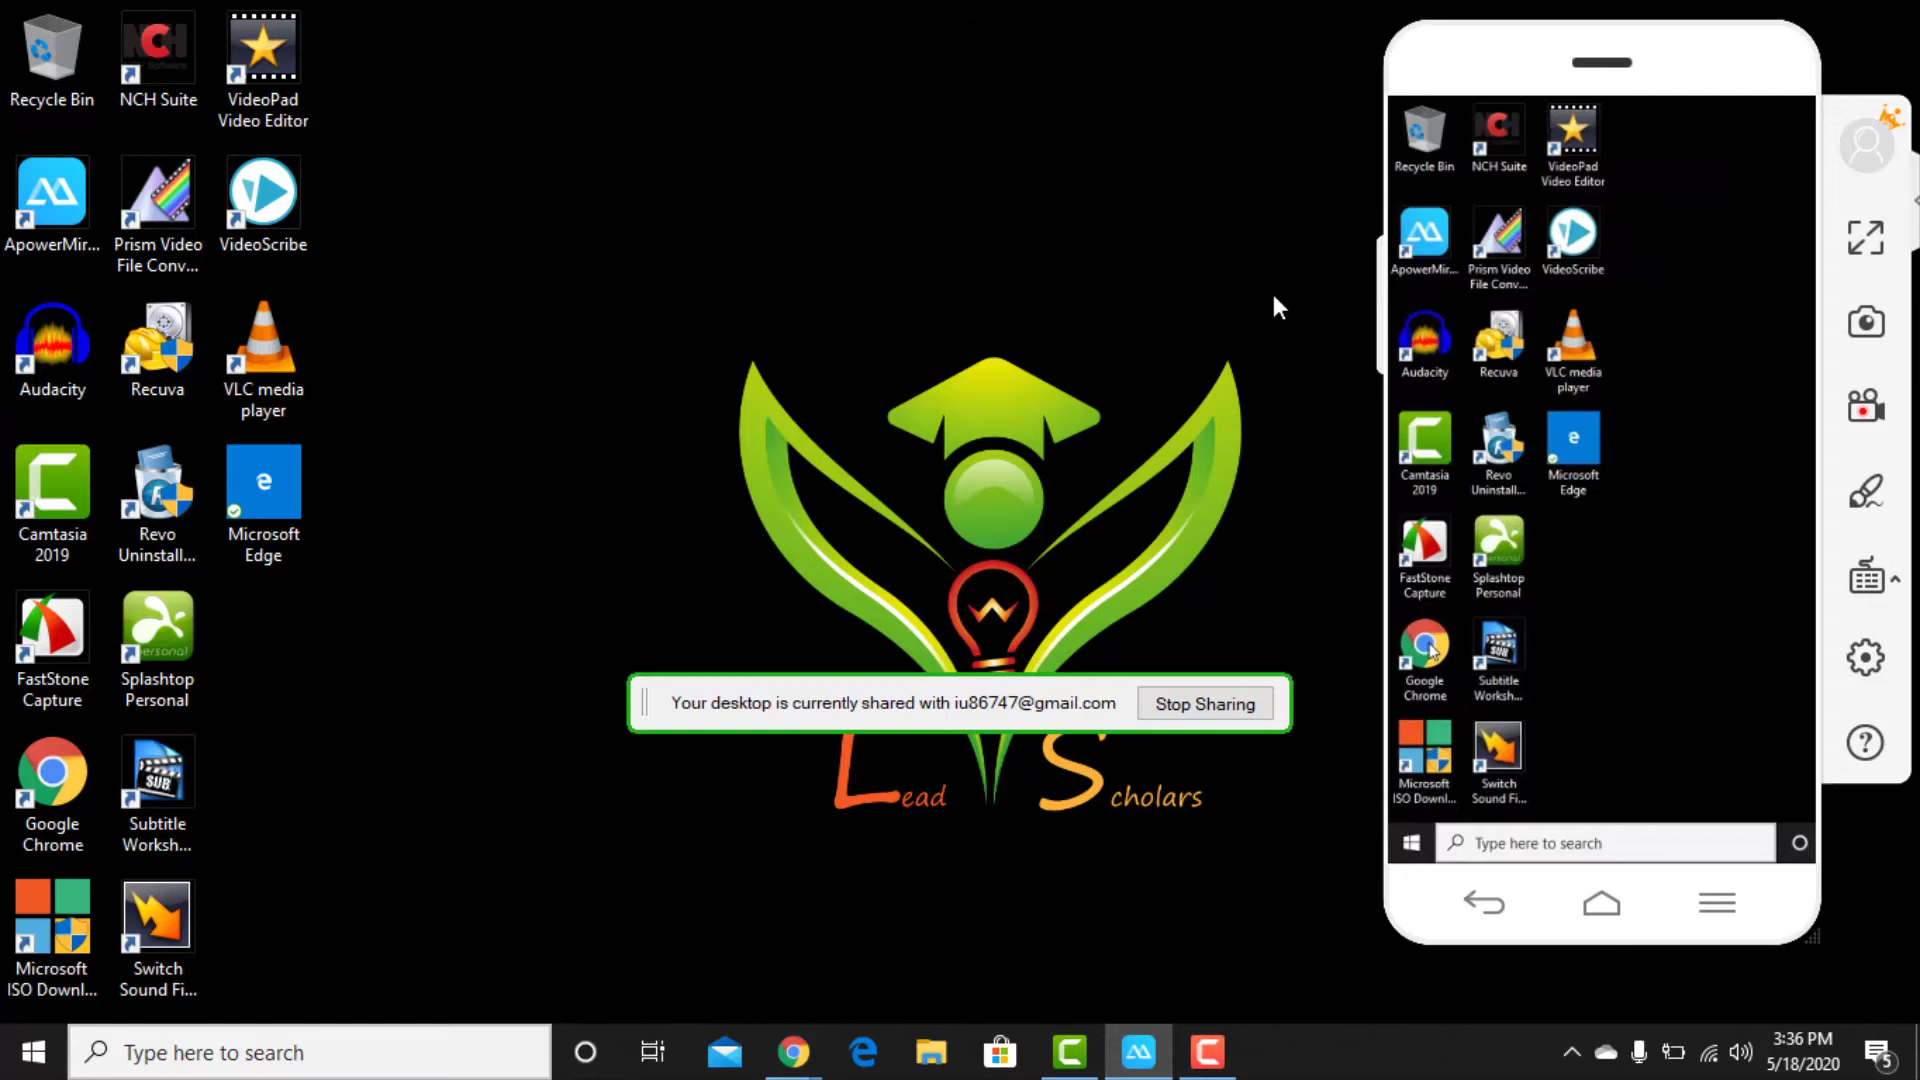 Recycle Bin
NCH Suite
VideoPad
Video Editor
ApowerMir...
Prism Video
File Conv...
VideoScribe
Audacity
Recuva
VLC media
player
Camtasia
2019
Revo
Uninstall...
Microsoft
Edge
FastStone
Capture
Splashtop
Personal
Google
Chrome
Subtitle
Worksh...
Microsoft
ISO Downl...
Switch
Sound Fi...
Your desktop is currently shared with iu86747@gmail.com
Stop Sharing
Lead Scholars
Recycle Bin
NCH Suite
VideoPad
Video Editor
ApowerMir...
Prism Video
File Conv...
VideoScribe
Audacity
Recuva
VLC media
player
Camtasia
2019
Revo
Uninstall...
Microsoft
Edge
FastStone
Capture
Splashtop
Personal
Google
Chrome
Subtitle
Worksh...
Microsoft
ISO Downl...
Switch
Sound Fi...
Type here to search
Type here to search
3:36 PM
5/18/2020
5